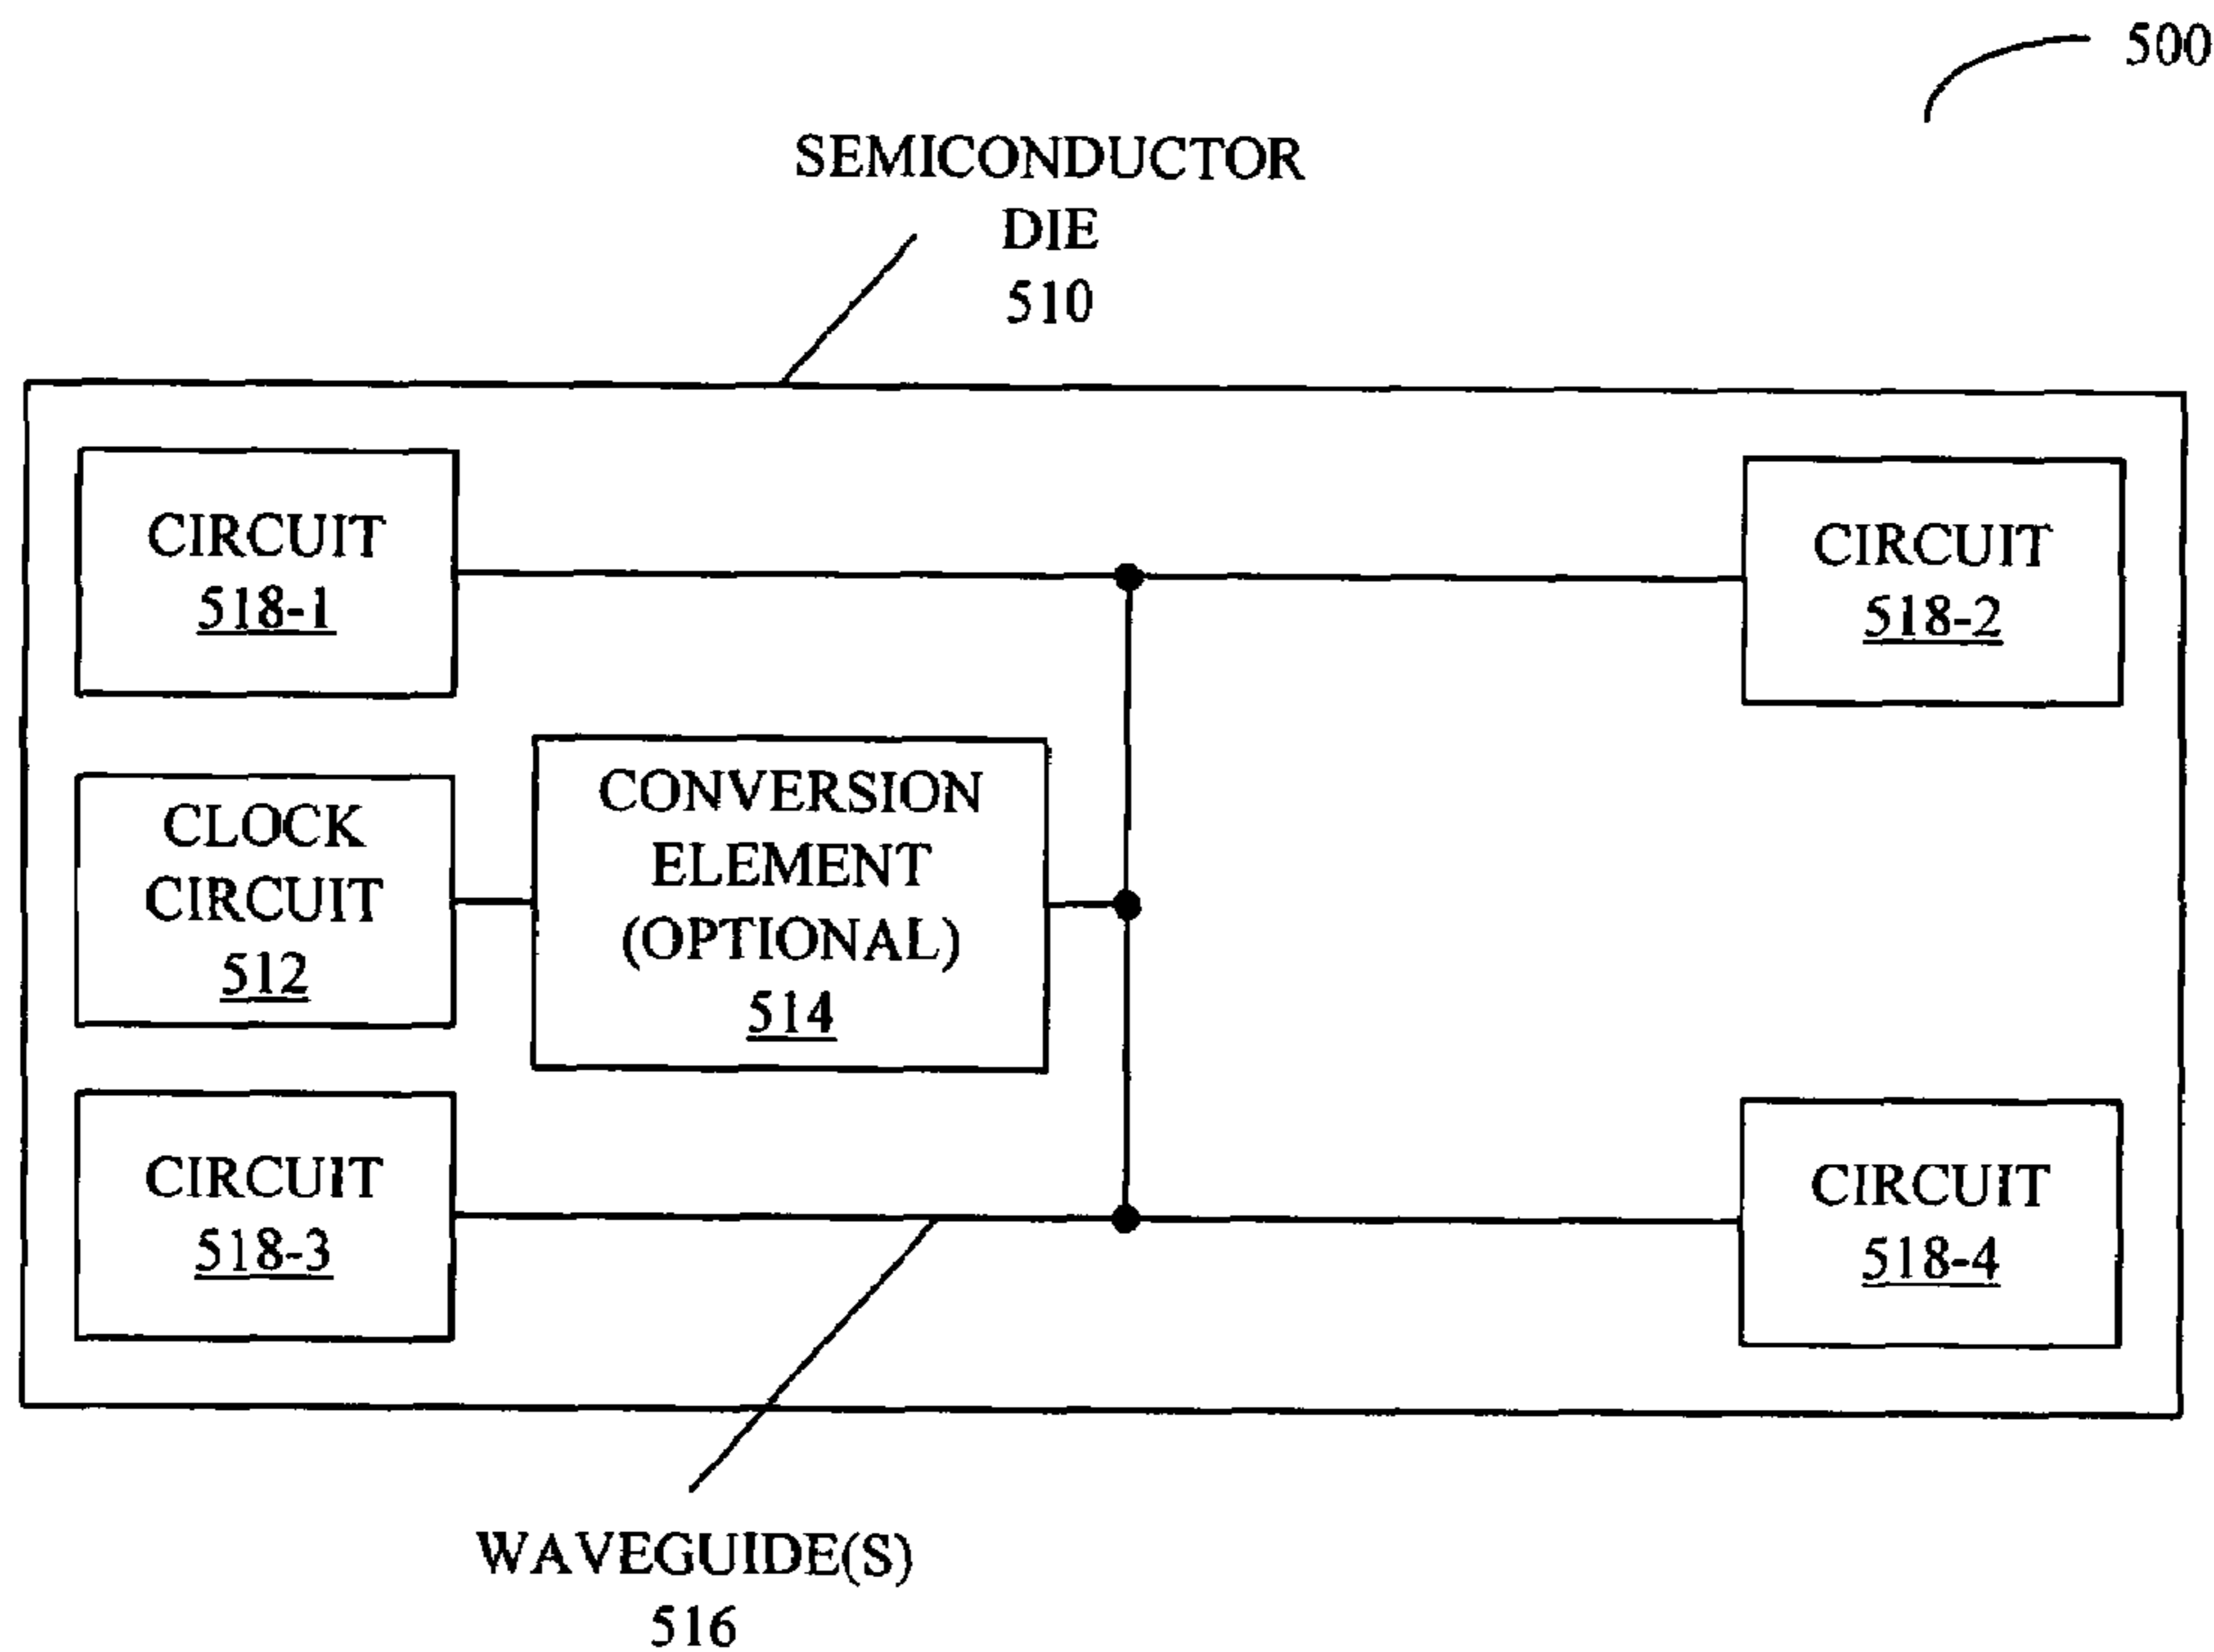 500
SEMICONDUCTOR
DIE
510
CIRCUIT
518-1
CIRCUIT
518-2
CLOCK
CIRCUIT
512
CONVERSION
ELEMENT
(OPTIONAL)
514
CIRCUIT
518-3
CIRCUIT
518-4
WAVEGUIDE(S)
516